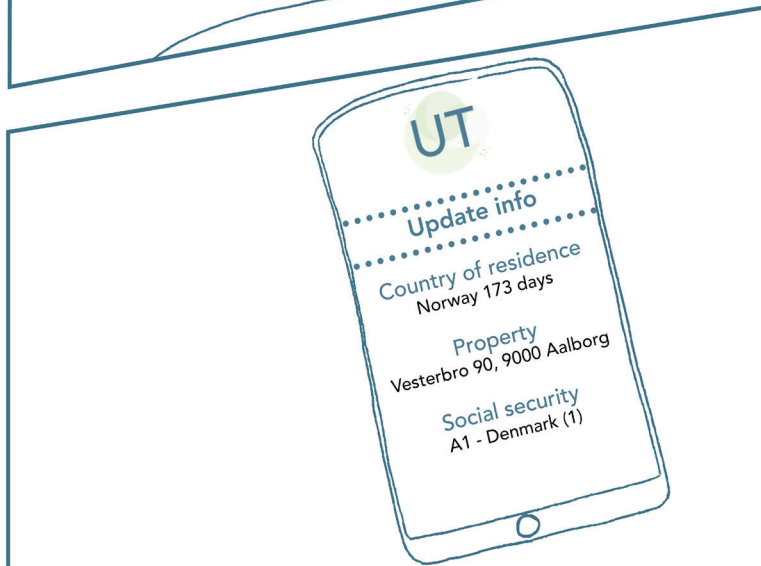 UT
Update info
Country of residence
Norway 173 days
Property
Vesterbro 90, 9000 Aalborg
Social security
A1 - Denmark (1)